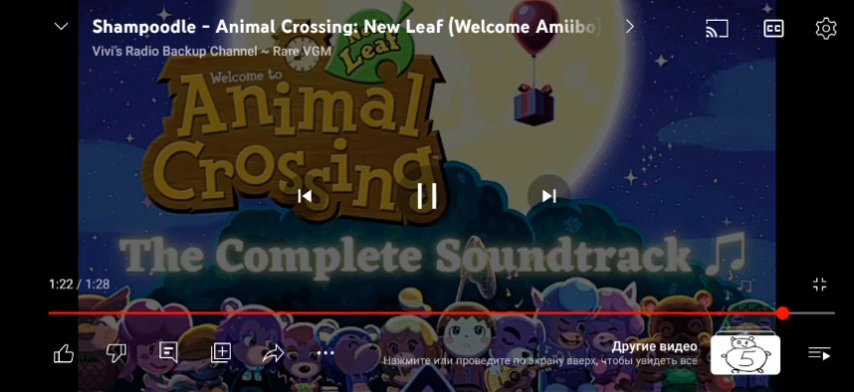 Shampoodle - Animal Crossing: New Leaf (Welcome Amiibo)
Vivi's Radio Backup Channel ~ Rare VGM
CC
Leaf
Welcome to
Animal
Crossing
The Complete Soundtrack
1:22 / 1:28
Другие видео
Нажмите или проведите по экрану вверх, чтобы увидеть все
5